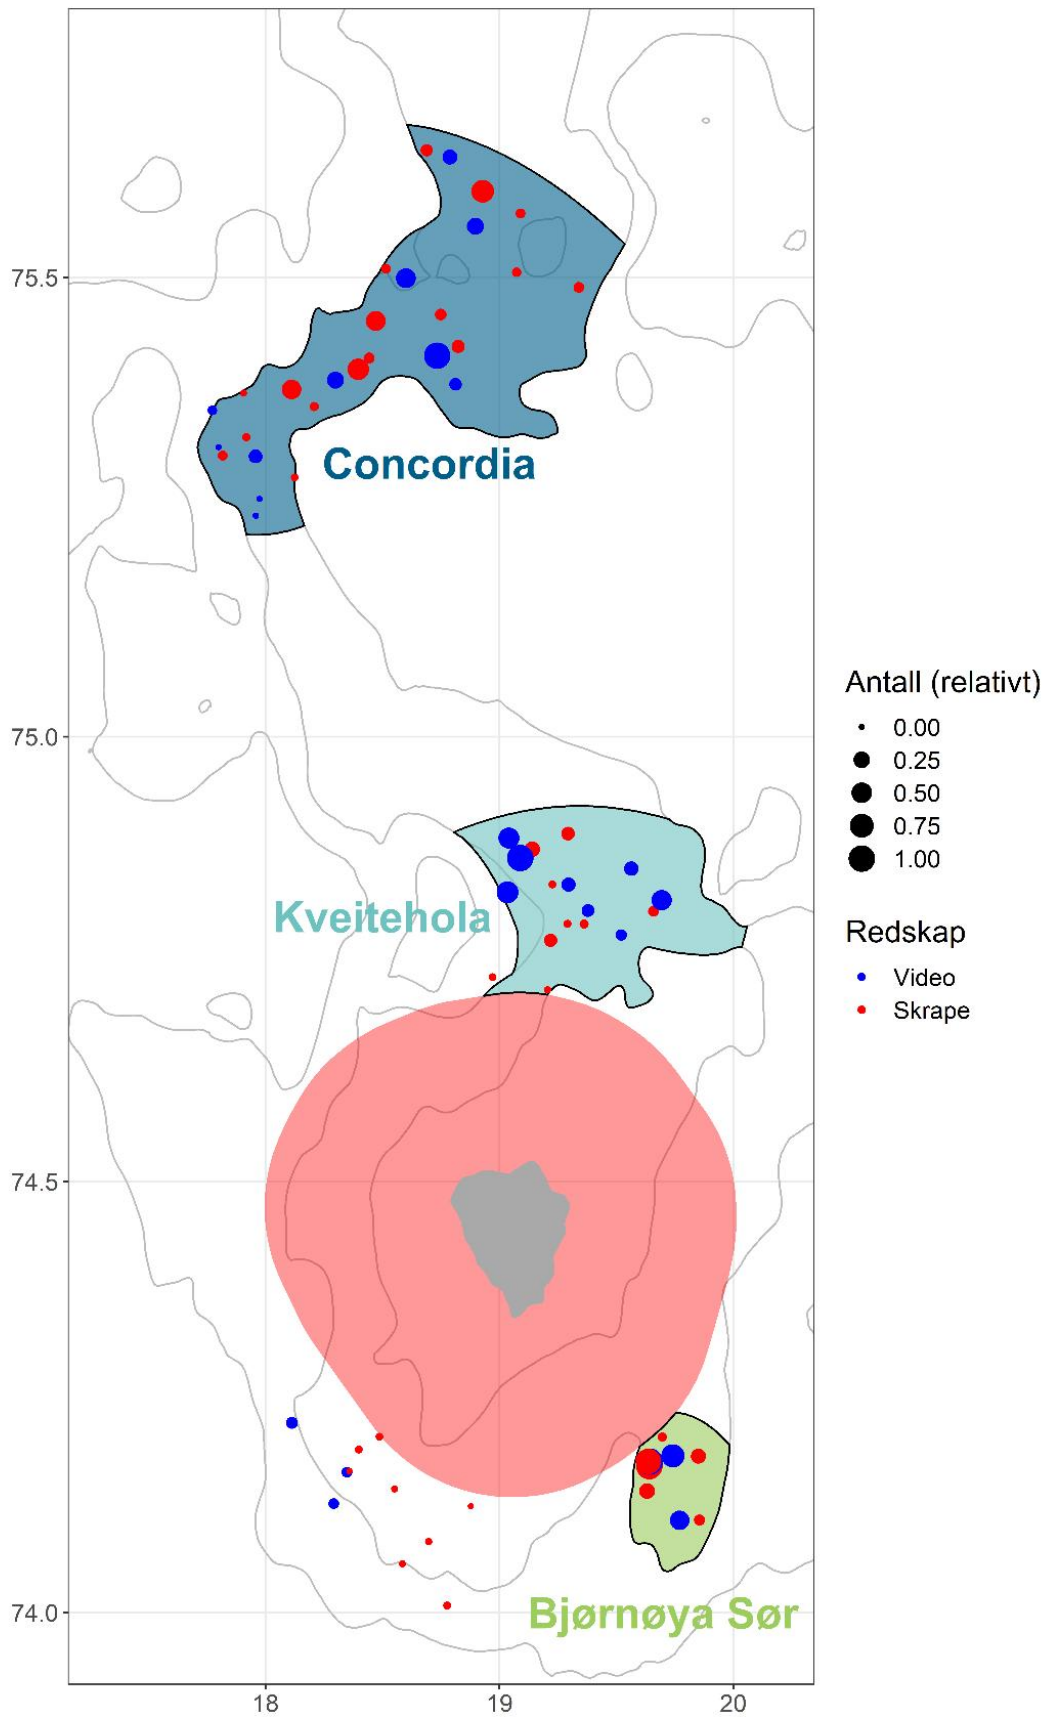 75.5
Concordia
75.0
Kveitehola
74.5
74.0
Bjørnøya Sør
18
19
20
Antall (relativt)
0.00
0.25
0.50
0.75
1.00
Redskap
Video
Skrape